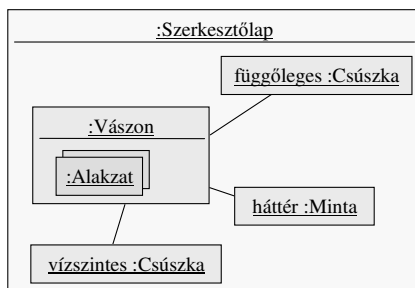 :Szerkesztőlap
függőleges :Csúszka
:Vászon
:Alakzat
háttér :Minta
vízszintes :Csúszka